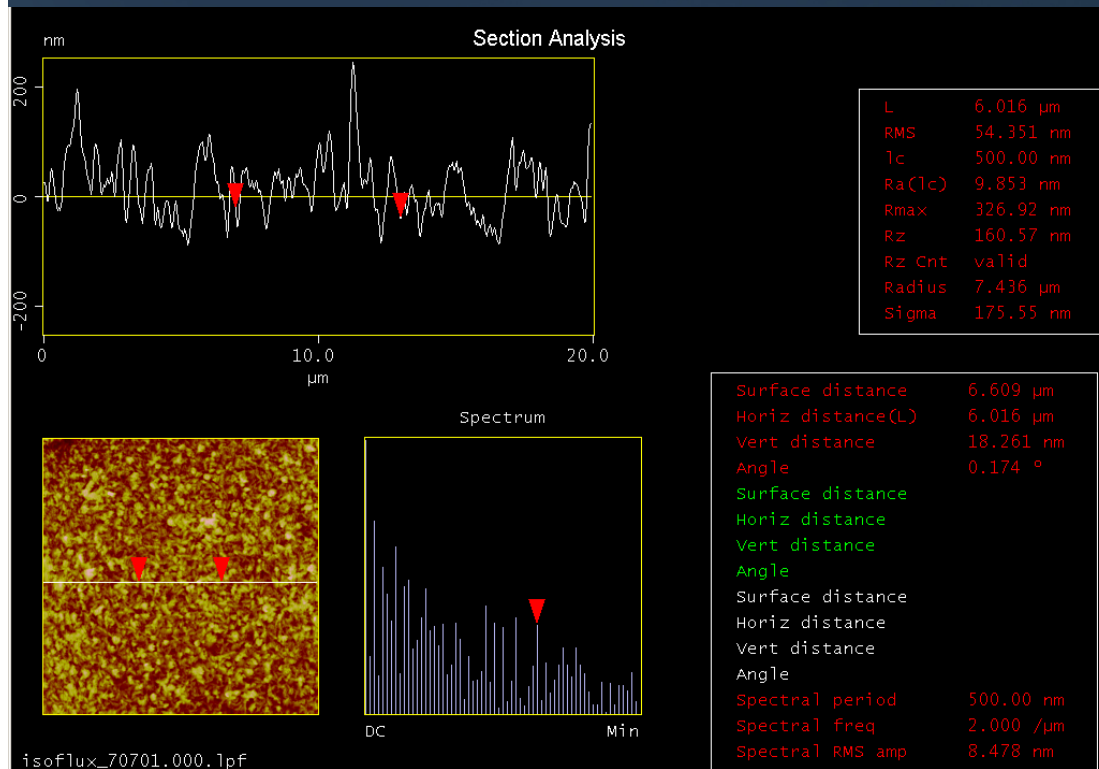 Section Analysis
nm
200
0
-200
0 10.0 20.0
µm
L 6.016 µm
RMS 54.351 nm
lc 500.00 nm
Ra(lc) 9.853 nm
Rmax 326.92 nm
Rz 160.57 nm
Rz Cnt valid
Radius 7.436 µm
Sigma 175.55 nm
Spectrum
DC Min
Surface distance 6.609 µm
Horiz distance(L) 6.016 µm
Vert distance 18.261 nm
Angle 0.174 º
Surface distance
Horiz distance
Vert distance
Angle
Surface distance
Horiz distance
Vert distance
Angle
Spectral period 500.00 nm
Spectral freq 2.000 /µm
Spectral RMS amp 8.478 nm
isoflux_70701.000.lpf